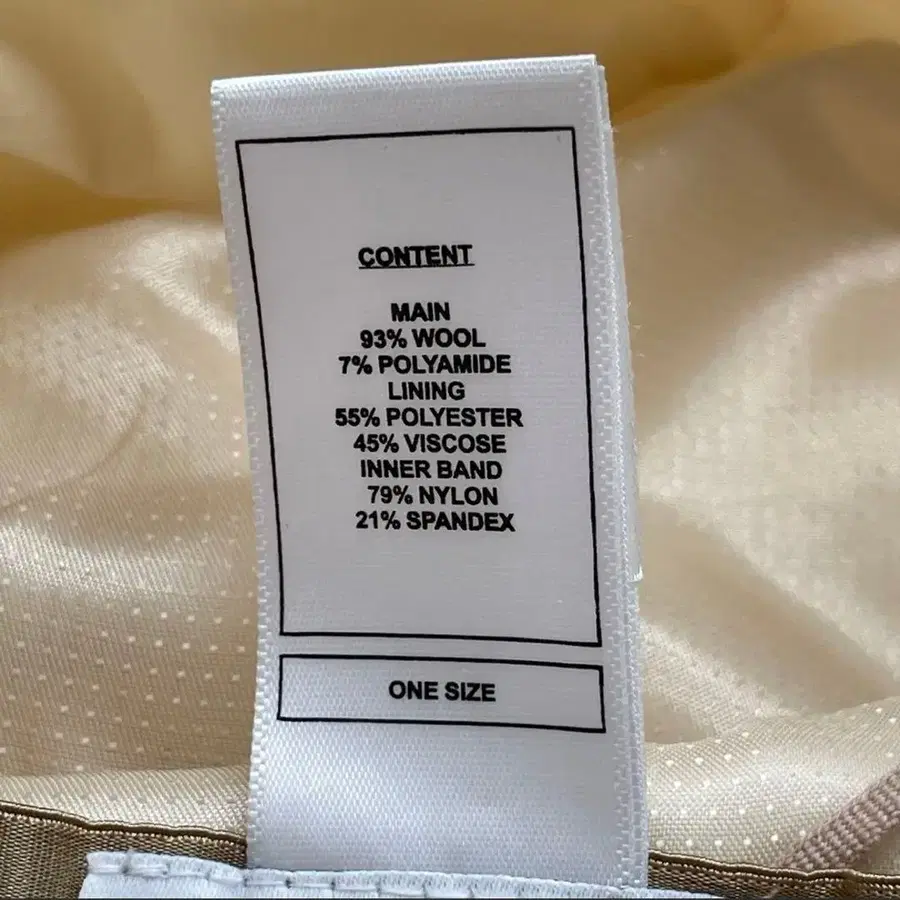 CONTENT
MAIN
93% WOOL
7% POLYAMIDE
LINING
55% POLYESTER
45% VISCOSE
INNER BAND
79% NYLON
21% SPANDEX
ONE SIZE